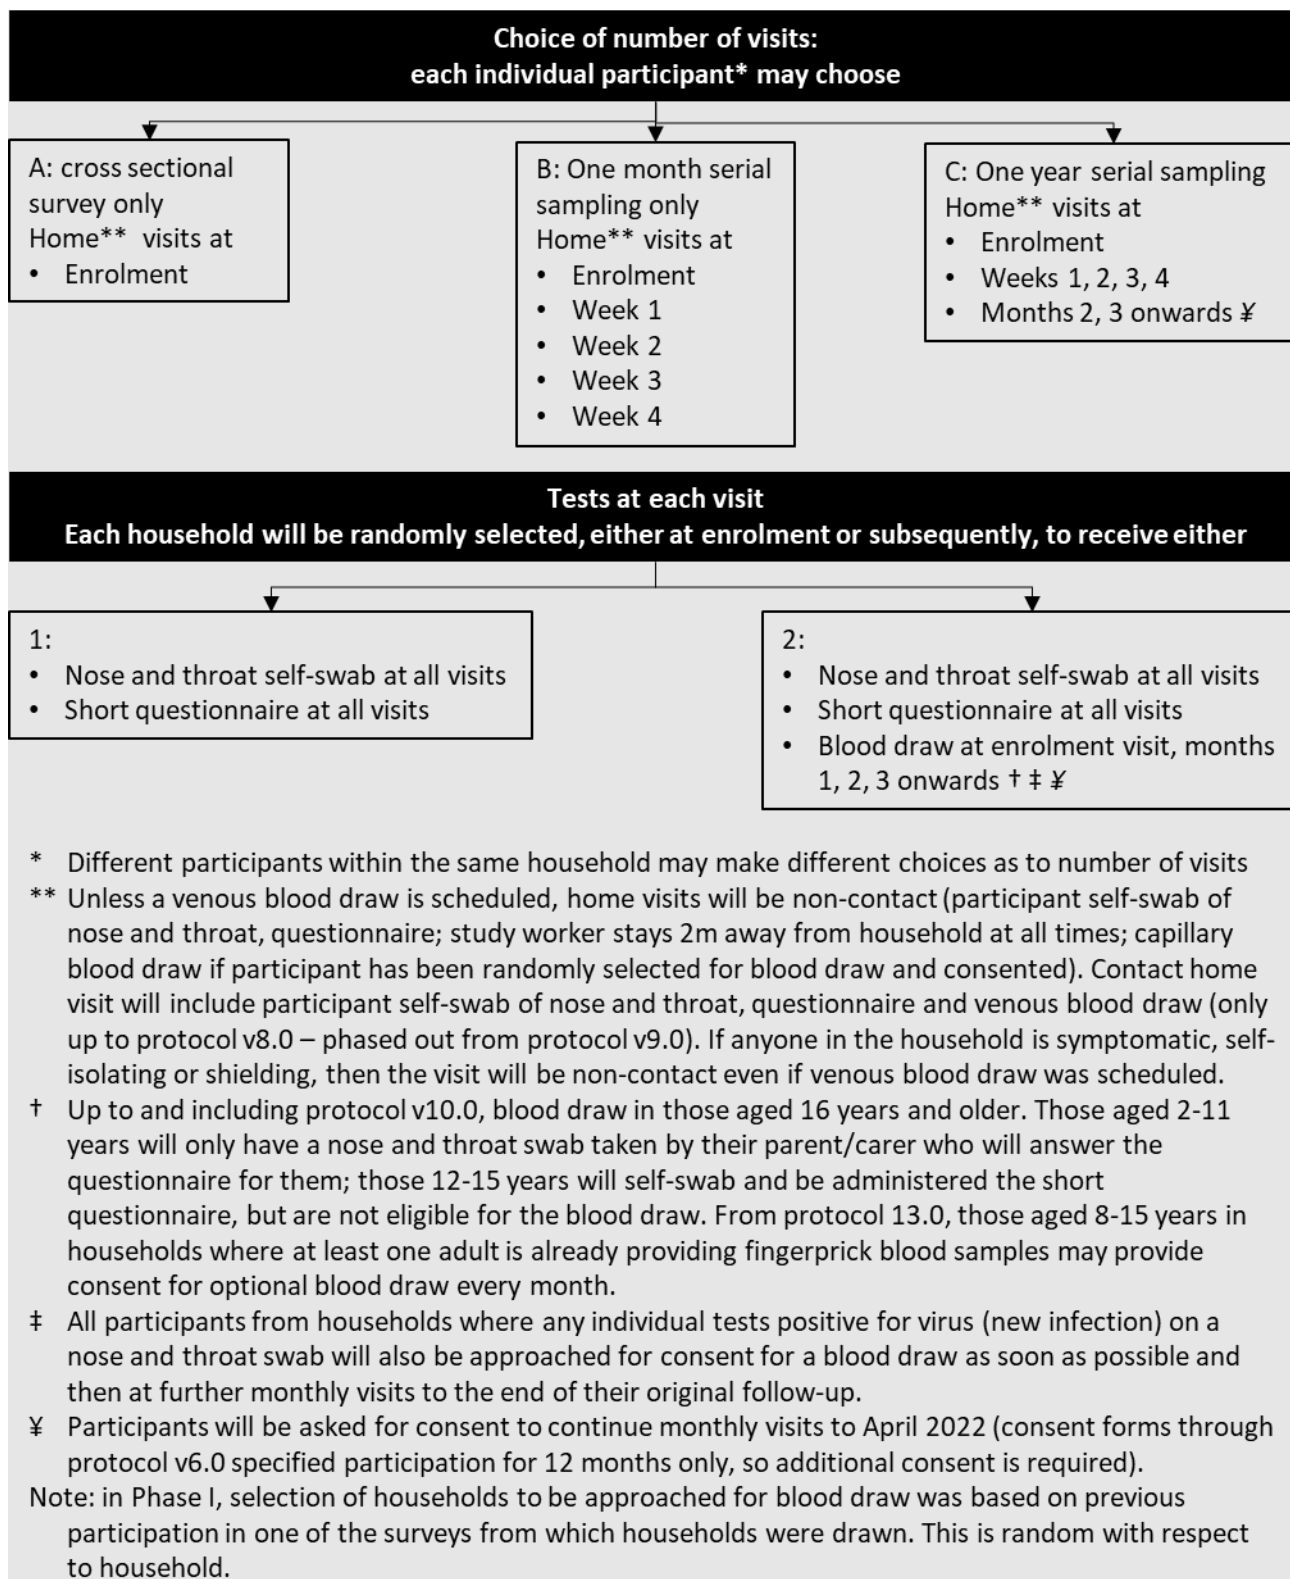 Choice of number of visits:
each individual participant* may choose
A: cross sectional
survey only
Home** visits at
• Enrolment
B: One month serial
sampling only
Home** visits at
• Enrolment
• Week 1
• Week 2
• Week 3
• Week 4
C: One year serial sampling
Home** visits at
• Enrolment
• Weeks 1, 2, 3, 4
• Months 2, 3 onwards ¥
Tests at each visit
Each household will be randomly selected, either at enrolment or subsequently, to receive either
1:
• Nose and throat self-swab at all visits
• Short questionnaire at all visits
2:
• Nose and throat self-swab at all visits
• Short questionnaire at all visits
• Blood draw at enrolment visit, months
1, 2, 3 onwards † ‡ ¥
* Different participants within the same household may make different choices as to number of visits
** Unless a venous blood draw is scheduled, home visits will be non-contact (participant self-swab of
nose and throat, questionnaire; study worker stays 2m away from household at all times; capillary
blood draw if participant has been randomly selected for blood draw and consented). Contact home
visit will include participant self-swab of nose and throat, questionnaire and venous blood draw (only
up to protocol v8.0 – phased out from protocol v9.0). If anyone in the household is symptomatic, self-
isolating or shielding, then the visit will be non-contact even if venous blood draw was scheduled.
† Up to and including protocol v10.0, blood draw in those aged 16 years and older. Those aged 2-11
years will only have a nose and throat swab taken by their parent/carer who will answer the
questionnaire for them; those 12-15 years will self-swab and be administered the short
questionnaire, but are not eligible for the blood draw. From protocol 13.0, those aged 8-15 years in
households where at least one adult is already providing fingerprick blood samples may provide
consent for optional blood draw every month.
‡ All participants from households where any individual tests positive for virus (new infection) on a
nose and throat swab will also be approached for consent for a blood draw as soon as possible and
then at further monthly visits to the end of their original follow-up.
¥ Participants will be asked for consent to continue monthly visits to April 2022 (consent forms through
protocol v6.0 specified participation for 12 months only, so additional consent is required).
Note: in Phase I, selection of households to be approached for blood draw was based on previous
participation in one of the surveys from which households were drawn. This is random with respect
to household.